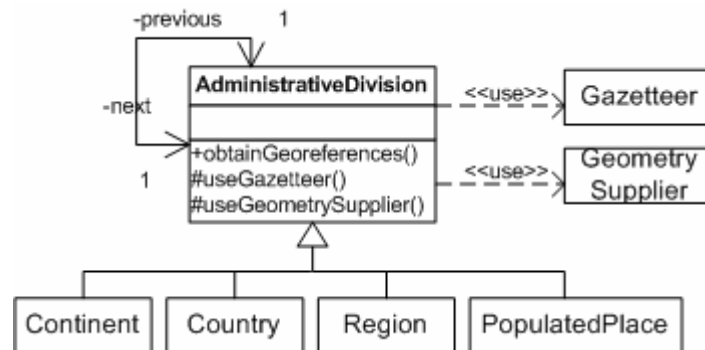 -previous 1
AdministrativeDivision
-next
<<use>>
Gazetteer
+obtainGeoreferences()
#useGazetteer()
#useGeometrySupplier()
1
<<use>>
Geometry
Supplier
Continent
Country
Region
PopulatedPlace